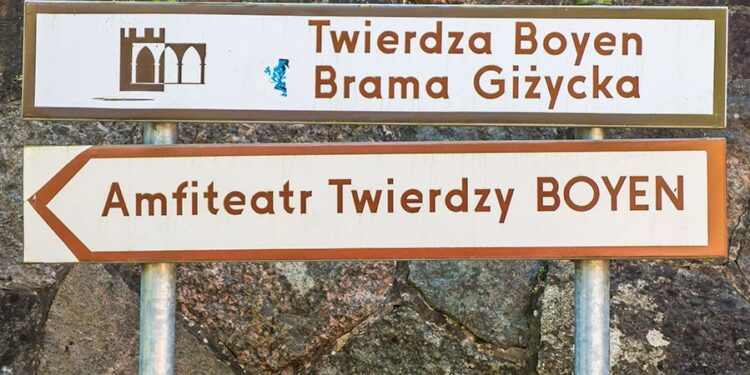 Twierdza Boyen
Brama Giżycka
Amfiteatr Twierdzy BOYEN